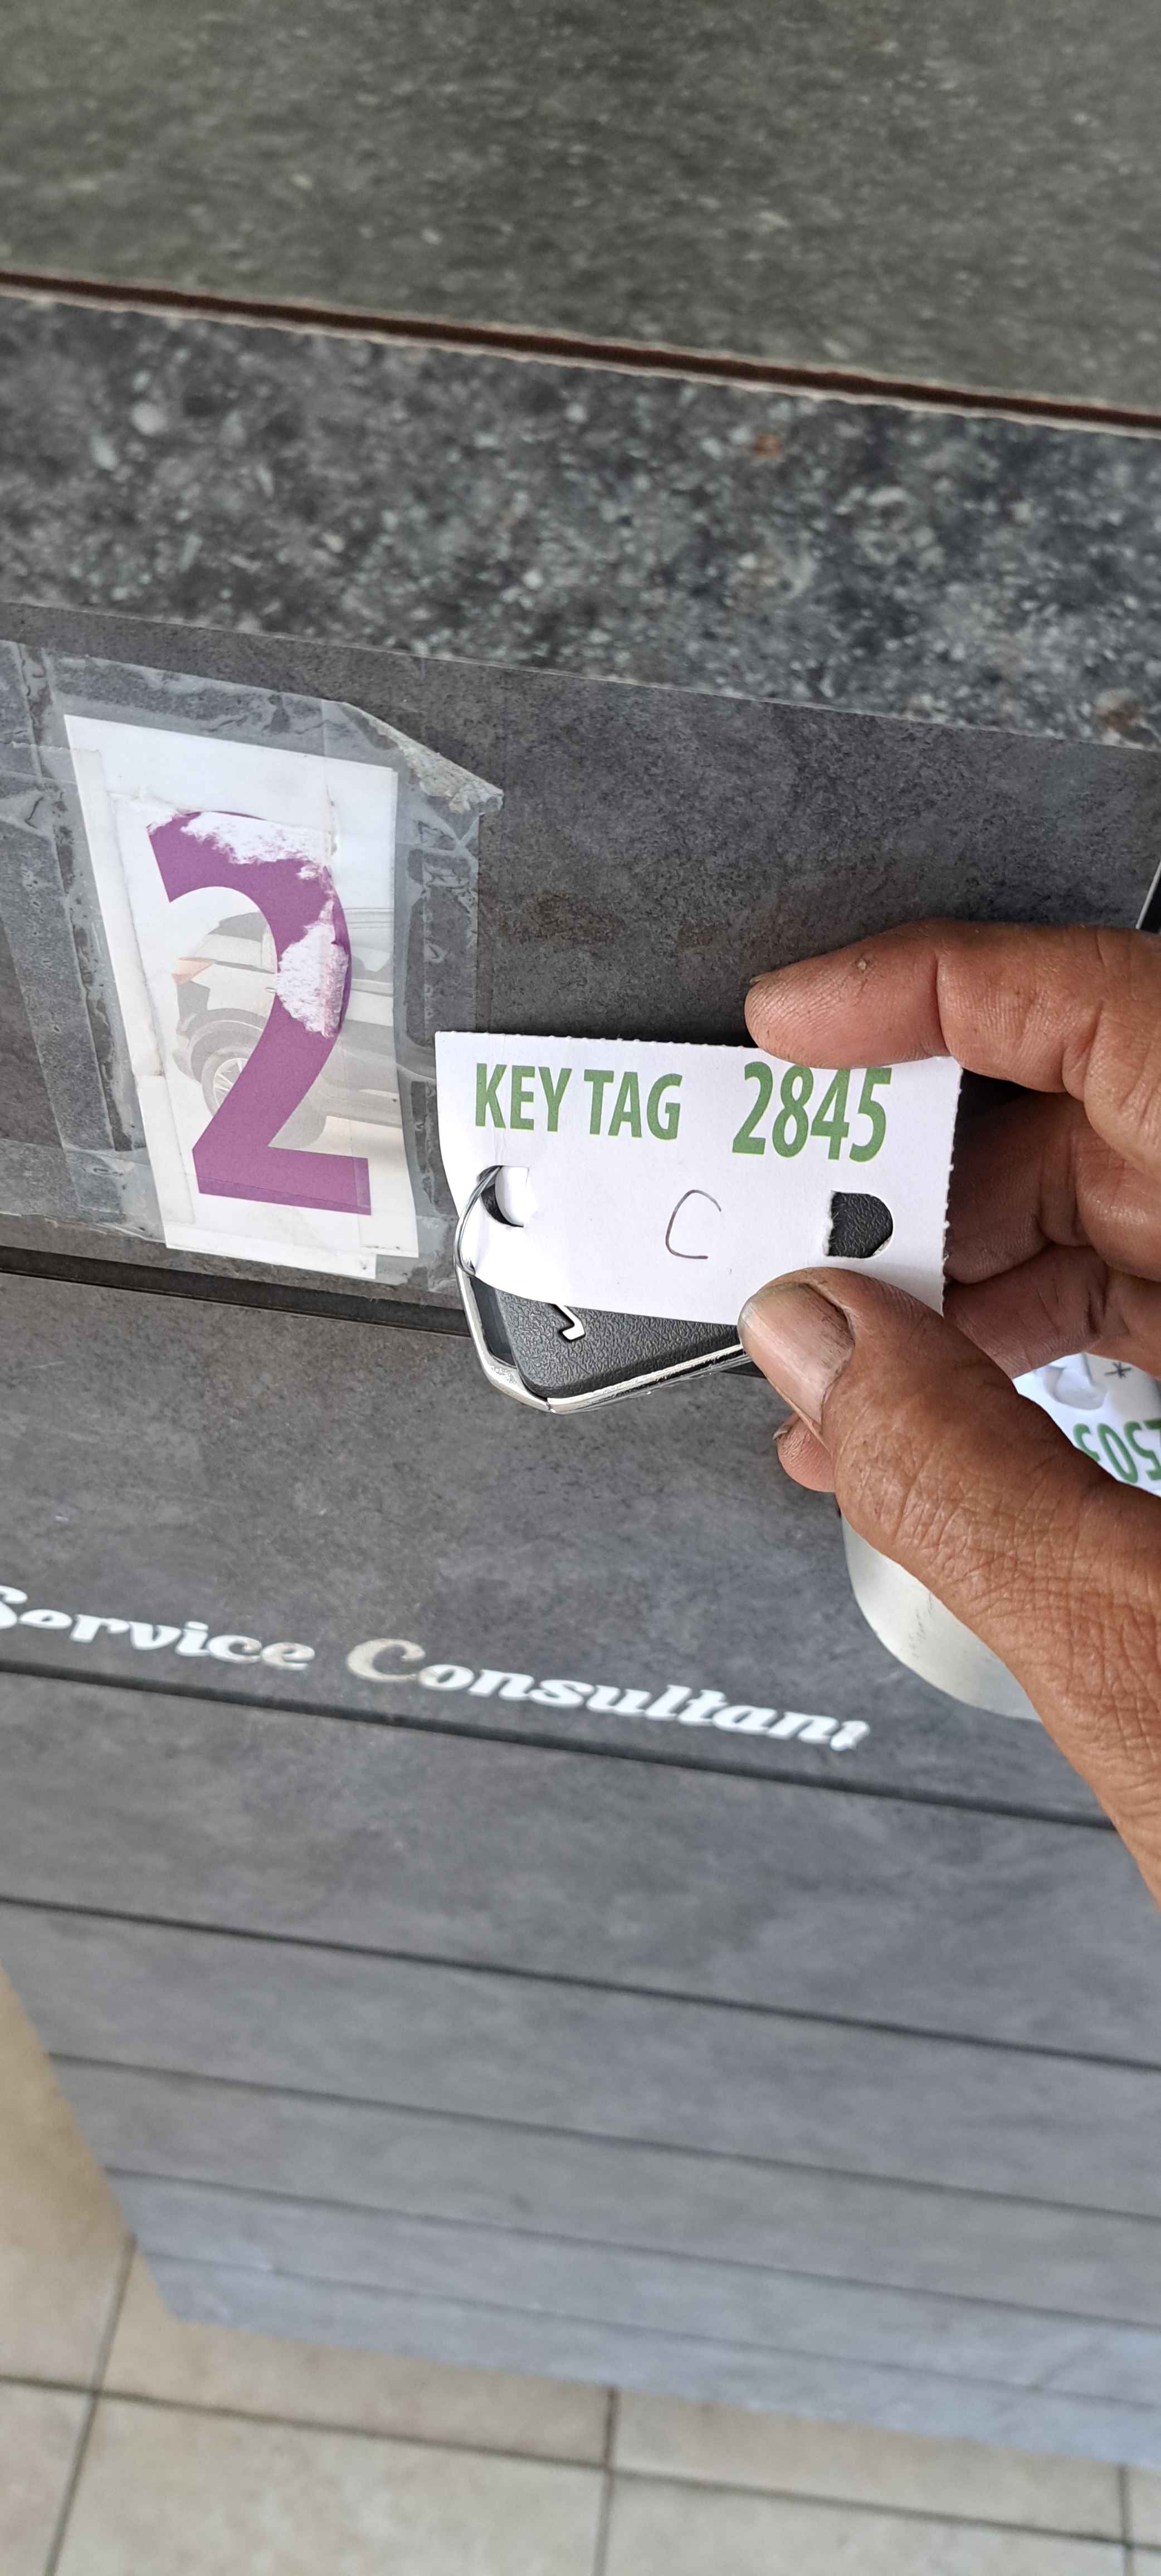 2
KEY TAG 2845
C
Service Consultant